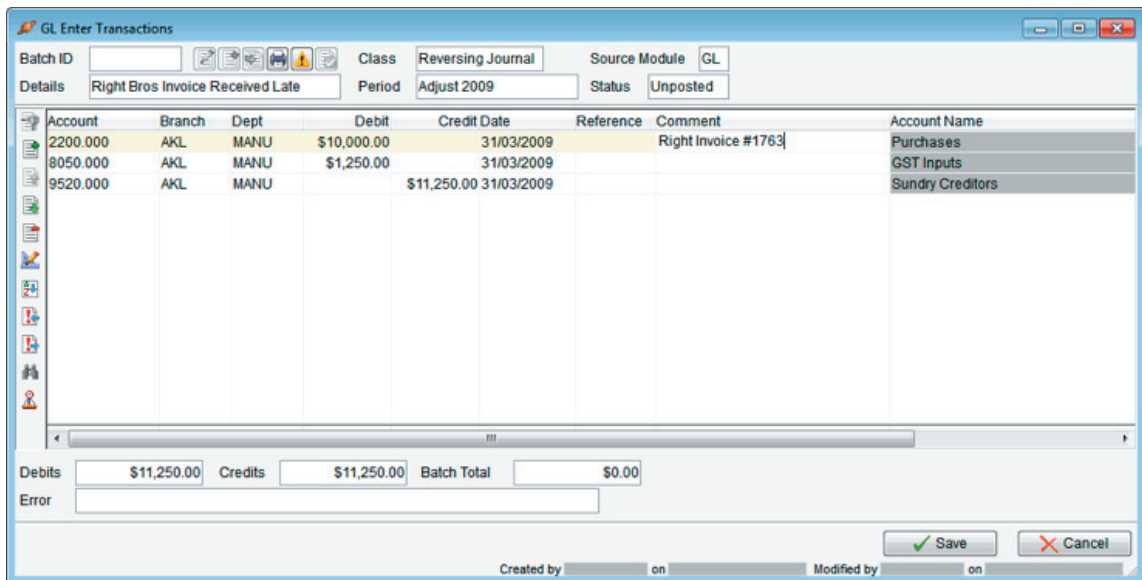 GL Enter Transactions
Batch ID Class Reversing Journal Source Module GL
Details Right Bros Invoice Received Late Period Adjust 2009 Status Unposted
Account Branch Dept Debit Credit Date Reference Comment Account Name
2200.000 AKL MANU $10,000.00 31/03/2009 Right Invoice #1763 Purchases
8050.000 AKL MANU $1,250.00 31/03/2009 GST Inputs
9520.000 AKL MANU $11,250.00 31/03/2009 Sundry Creditors
Debits $11,250.00 Credits $11,250.00 Batch Total $0.00
Error
Save Cancel
Created by on Modified by on